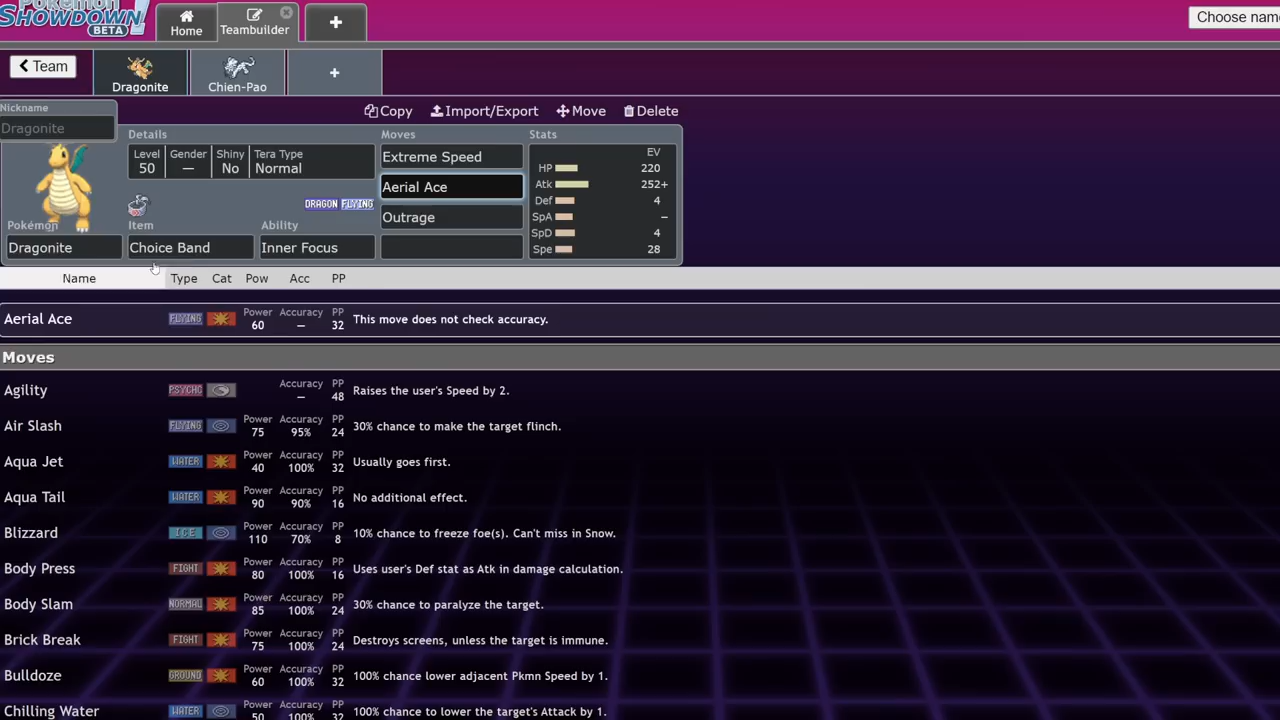 Pokémon
SHOWDOWN!
BETA
Home
Teambuilder
+
Choose name
Team
Dragonite
Chien-Pao
+
Copy
Import/Export
Move
Delete
Nickname
Dragonite
Details
Moves
Stats
Level
Gender
Shiny
Tera Type
50
—
No
Normal
Extreme Speed
Aerial Ace
Outrage
EV
HP 220
Atk 252+
Def 4
SpA –
SpD 4
Spe 28
DRAGON FLYING
Pokémon
Item
Ability
Dragonite
Choice Band
Inner Focus
Name Type Cat Pow Acc PP
Aerial Ace FLYING Power 60 Accuracy — PP 32 This move does not check accuracy.
Moves
Agility PSYCHC Accuracy — PP 48 Raises the user's Speed by 2.
Air Slash FLYING Power 75 Accuracy 95% PP 24 30% chance to make the target flinch.
Aqua Jet WATER Power 40 Accuracy 100% PP 32 Usually goes first.
Aqua Tail WATER Power 90 Accuracy 90% PP 16 No additional effect.
Blizzard ICE Power 110 Accuracy 70% PP 8 10% chance to freeze foe(s). Can't miss in Snow.
Body Press FIGHT Power 80 Accuracy 100% PP 16 Uses user's Def stat as Atk in damage calculation.
Body Slam NORMAL Power 85 Accuracy 100% PP 24 30% chance to paralyze the target.
Brick Break FIGHT Power 75 Accuracy 100% PP 24 Destroys screens, unless the target is immune.
Bulldoze GROUND Power 60 Accuracy 100% PP 32 100% chance lower adjacent Pkmn Speed by 1.
Chilling Water WATER Power 50 Accuracy 100% PP 32 100% chance to lower the target's Attack by 1.